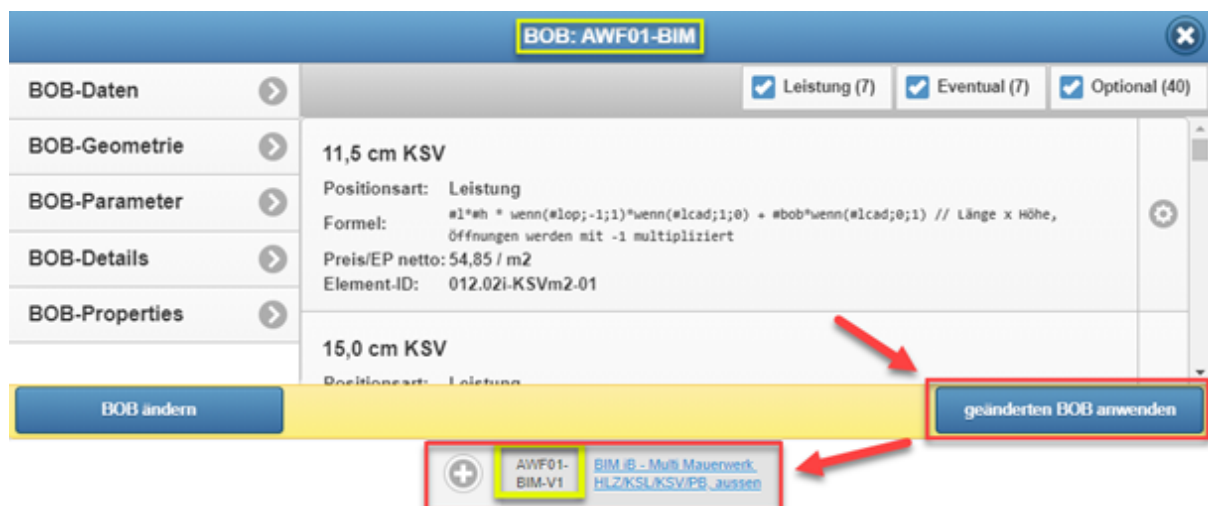 BOB: AWF01-BIM
BOB-Daten
BOB-Geometrie
BOB-Parameter
BOB-Details
BOB-Properties
Leistung (7)
Eventual (7)
Optional (40)
11,5 cm KSV
Positionsart: Leistung
Formel: #l*#h * wenn(#lop;-1;1)*wenn(#lcad;1;0) + #bob*wenn(#lcad;0;1) // Länge x Höhe,
Öffnungen werden mit -1 multipliziert
Preis/EP netto: 54,85 / m2
Element-ID: 012.02i-KSVm2-01
15,0 cm KSV
Positionsart: Leistung
BOB ändern
geänderten BOB anwenden
AWF01-
BIM-V1
BIM iB - Multi Mauerwerk,
HLZ/KSL/KSV/PB, aussen